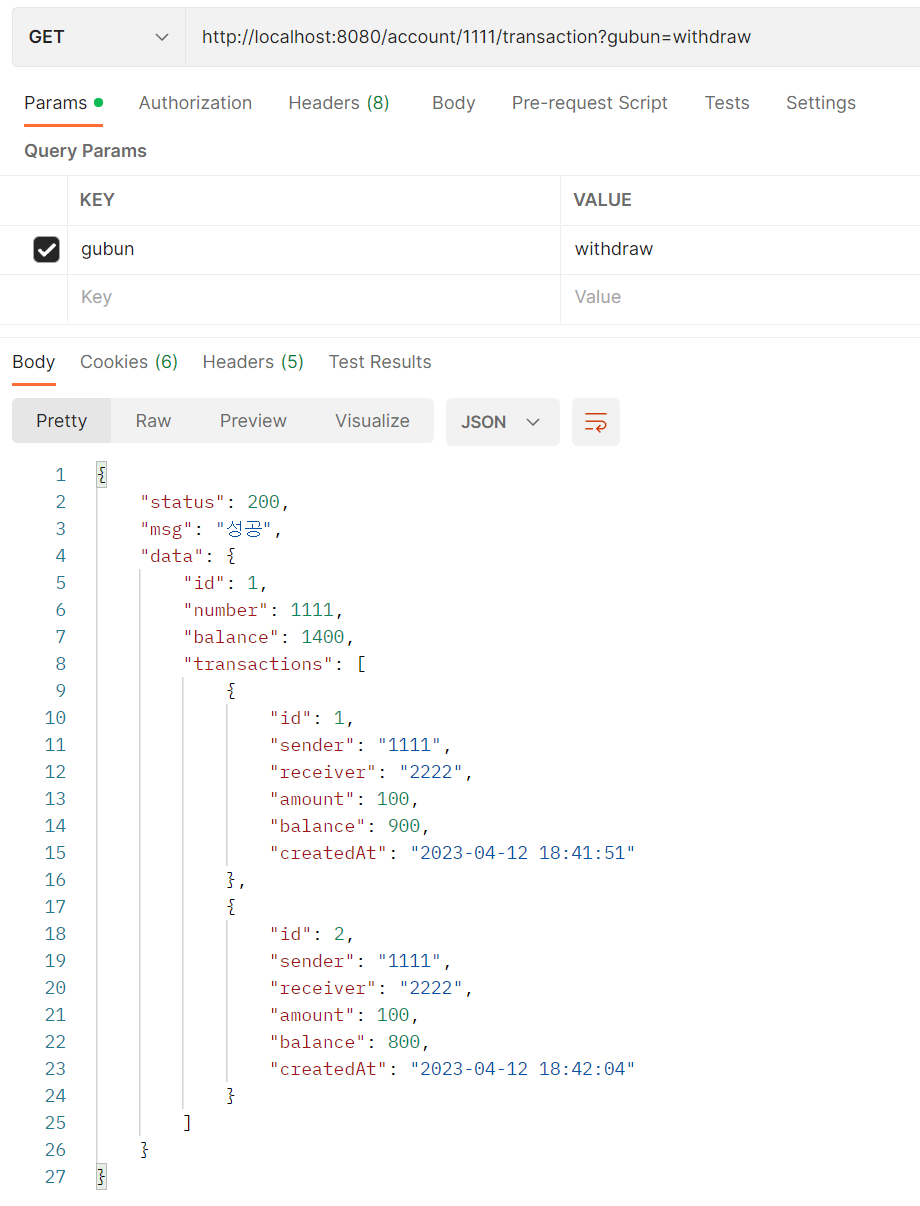 GET http://localhost:8080/account/1111/transaction?gubun=withdraw
Params Authorization Headers (8) Body Pre-request Script Tests Settings
Query Params
KEY VALUE
gubun withdraw
Key Value
Body Cookies (6) Headers (5) Test Results
Pretty Raw Preview Visualize JSON
1 {
2 "status": 200,
3 "msg": "성공",
4 "data": {
5 "id": 1,
6 "number": 1111,
7 "balance": 1400,
8 "transactions": [
9 {
10 "id": 1,
11 "sender": "1111",
12 "receiver": "2222",
13 "amount": 100,
14 "balance": 900,
15 "createdAt": "2023-04-12 18:41:51"
16 },
17 {
18 "id": 2,
19 "sender": "1111",
20 "receiver": "2222",
21 "amount": 100,
22 "balance": 800,
23 "createdAt": "2023-04-12 18:42:04"
24 }
25 ]
26 }
27 }